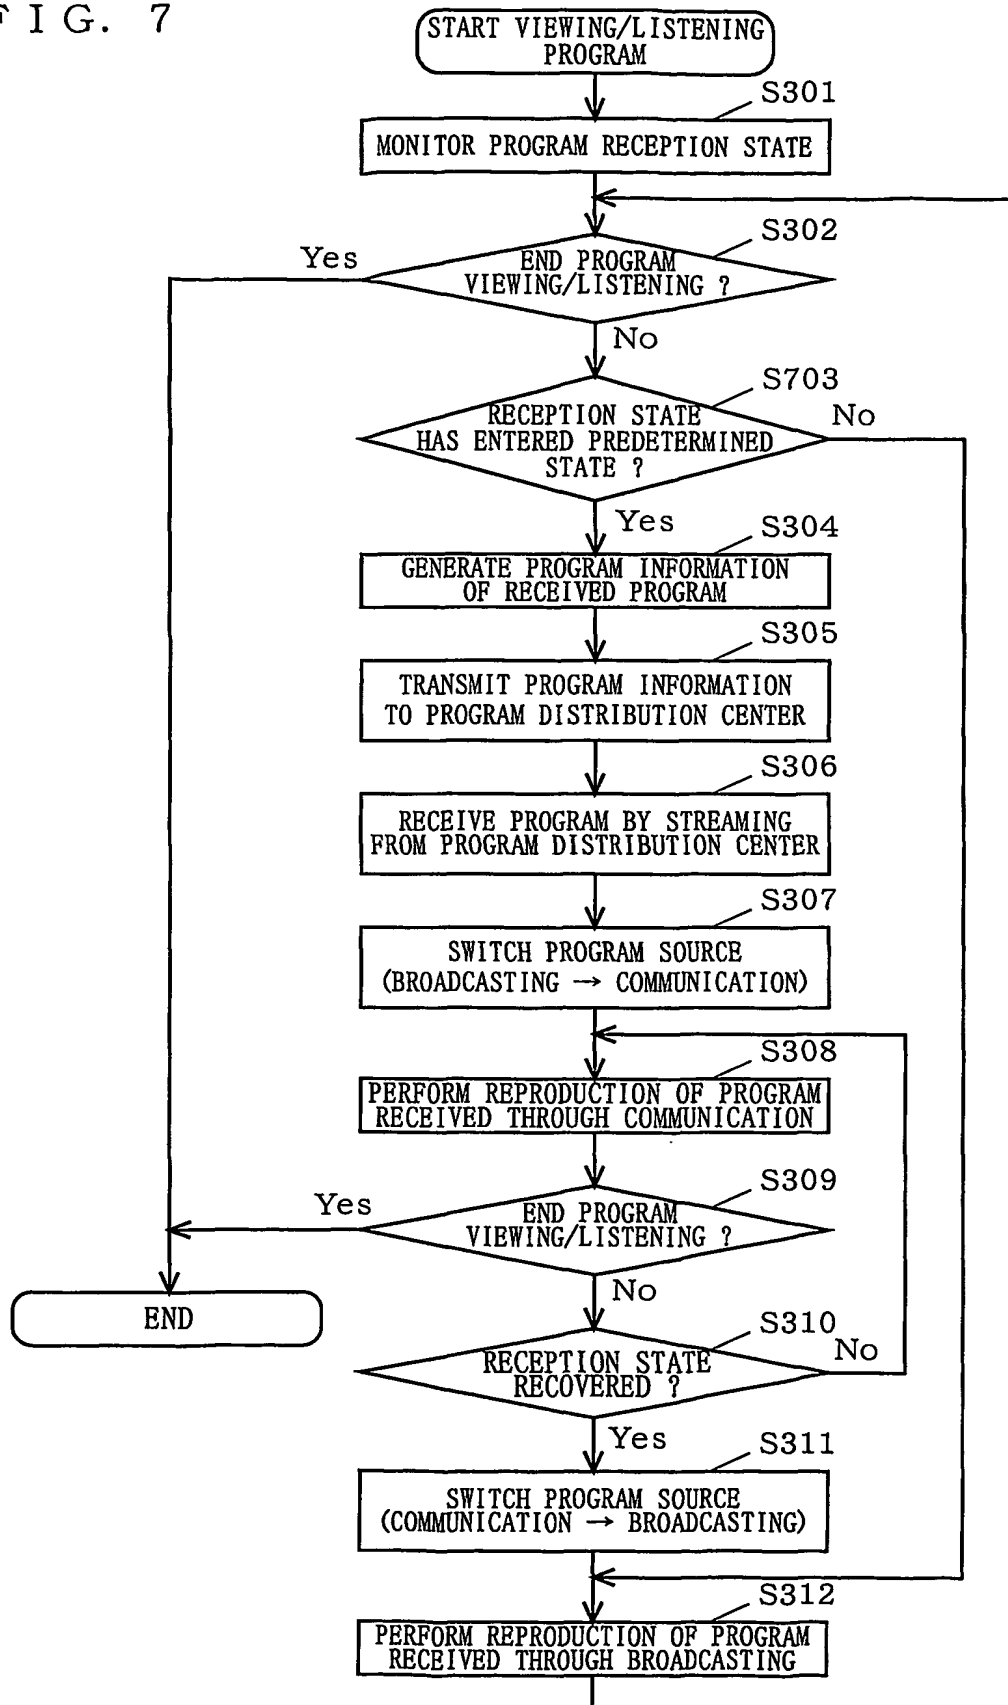 FIG. 7
START VIEWING/LISTENING
PROGRAM
S301
MONITOR PROGRAM RECEPTION STATE
S302
Yes
END PROGRAM
VIEWING/LISTENING ?
No
S703
RECEPTION STATE
HAS ENTERED PREDETERMINED
STATE ?
No
Yes
S304
GENERATE PROGRAM INFORMATION
OF RECEIVED PROGRAM
S305
TRANSMIT PROGRAM INFORMATION
TO PROGRAM DISTRIBUTION CENTER
S306
RECEIVE PROGRAM BY STREAMING
FROM PROGRAM DISTRIBUTION CENTER
S307
SWITCH PROGRAM SOURCE
(BROADCASTING → COMMUNICATION)
S308
PERFORM REPRODUCTION OF PROGRAM
RECEIVED THROUGH COMMUNICATION
S309
Yes
END PROGRAM
VIEWING/LISTENING ?
No
END
S310
RECEPTION STATE
RECOVERED ?
No
Yes
S311
SWITCH PROGRAM SOURCE
(COMMUNICATION → BROADCASTING)
S312
PERFORM REPRODUCTION OF PROGRAM
RECEIVED THROUGH BROADCASTING